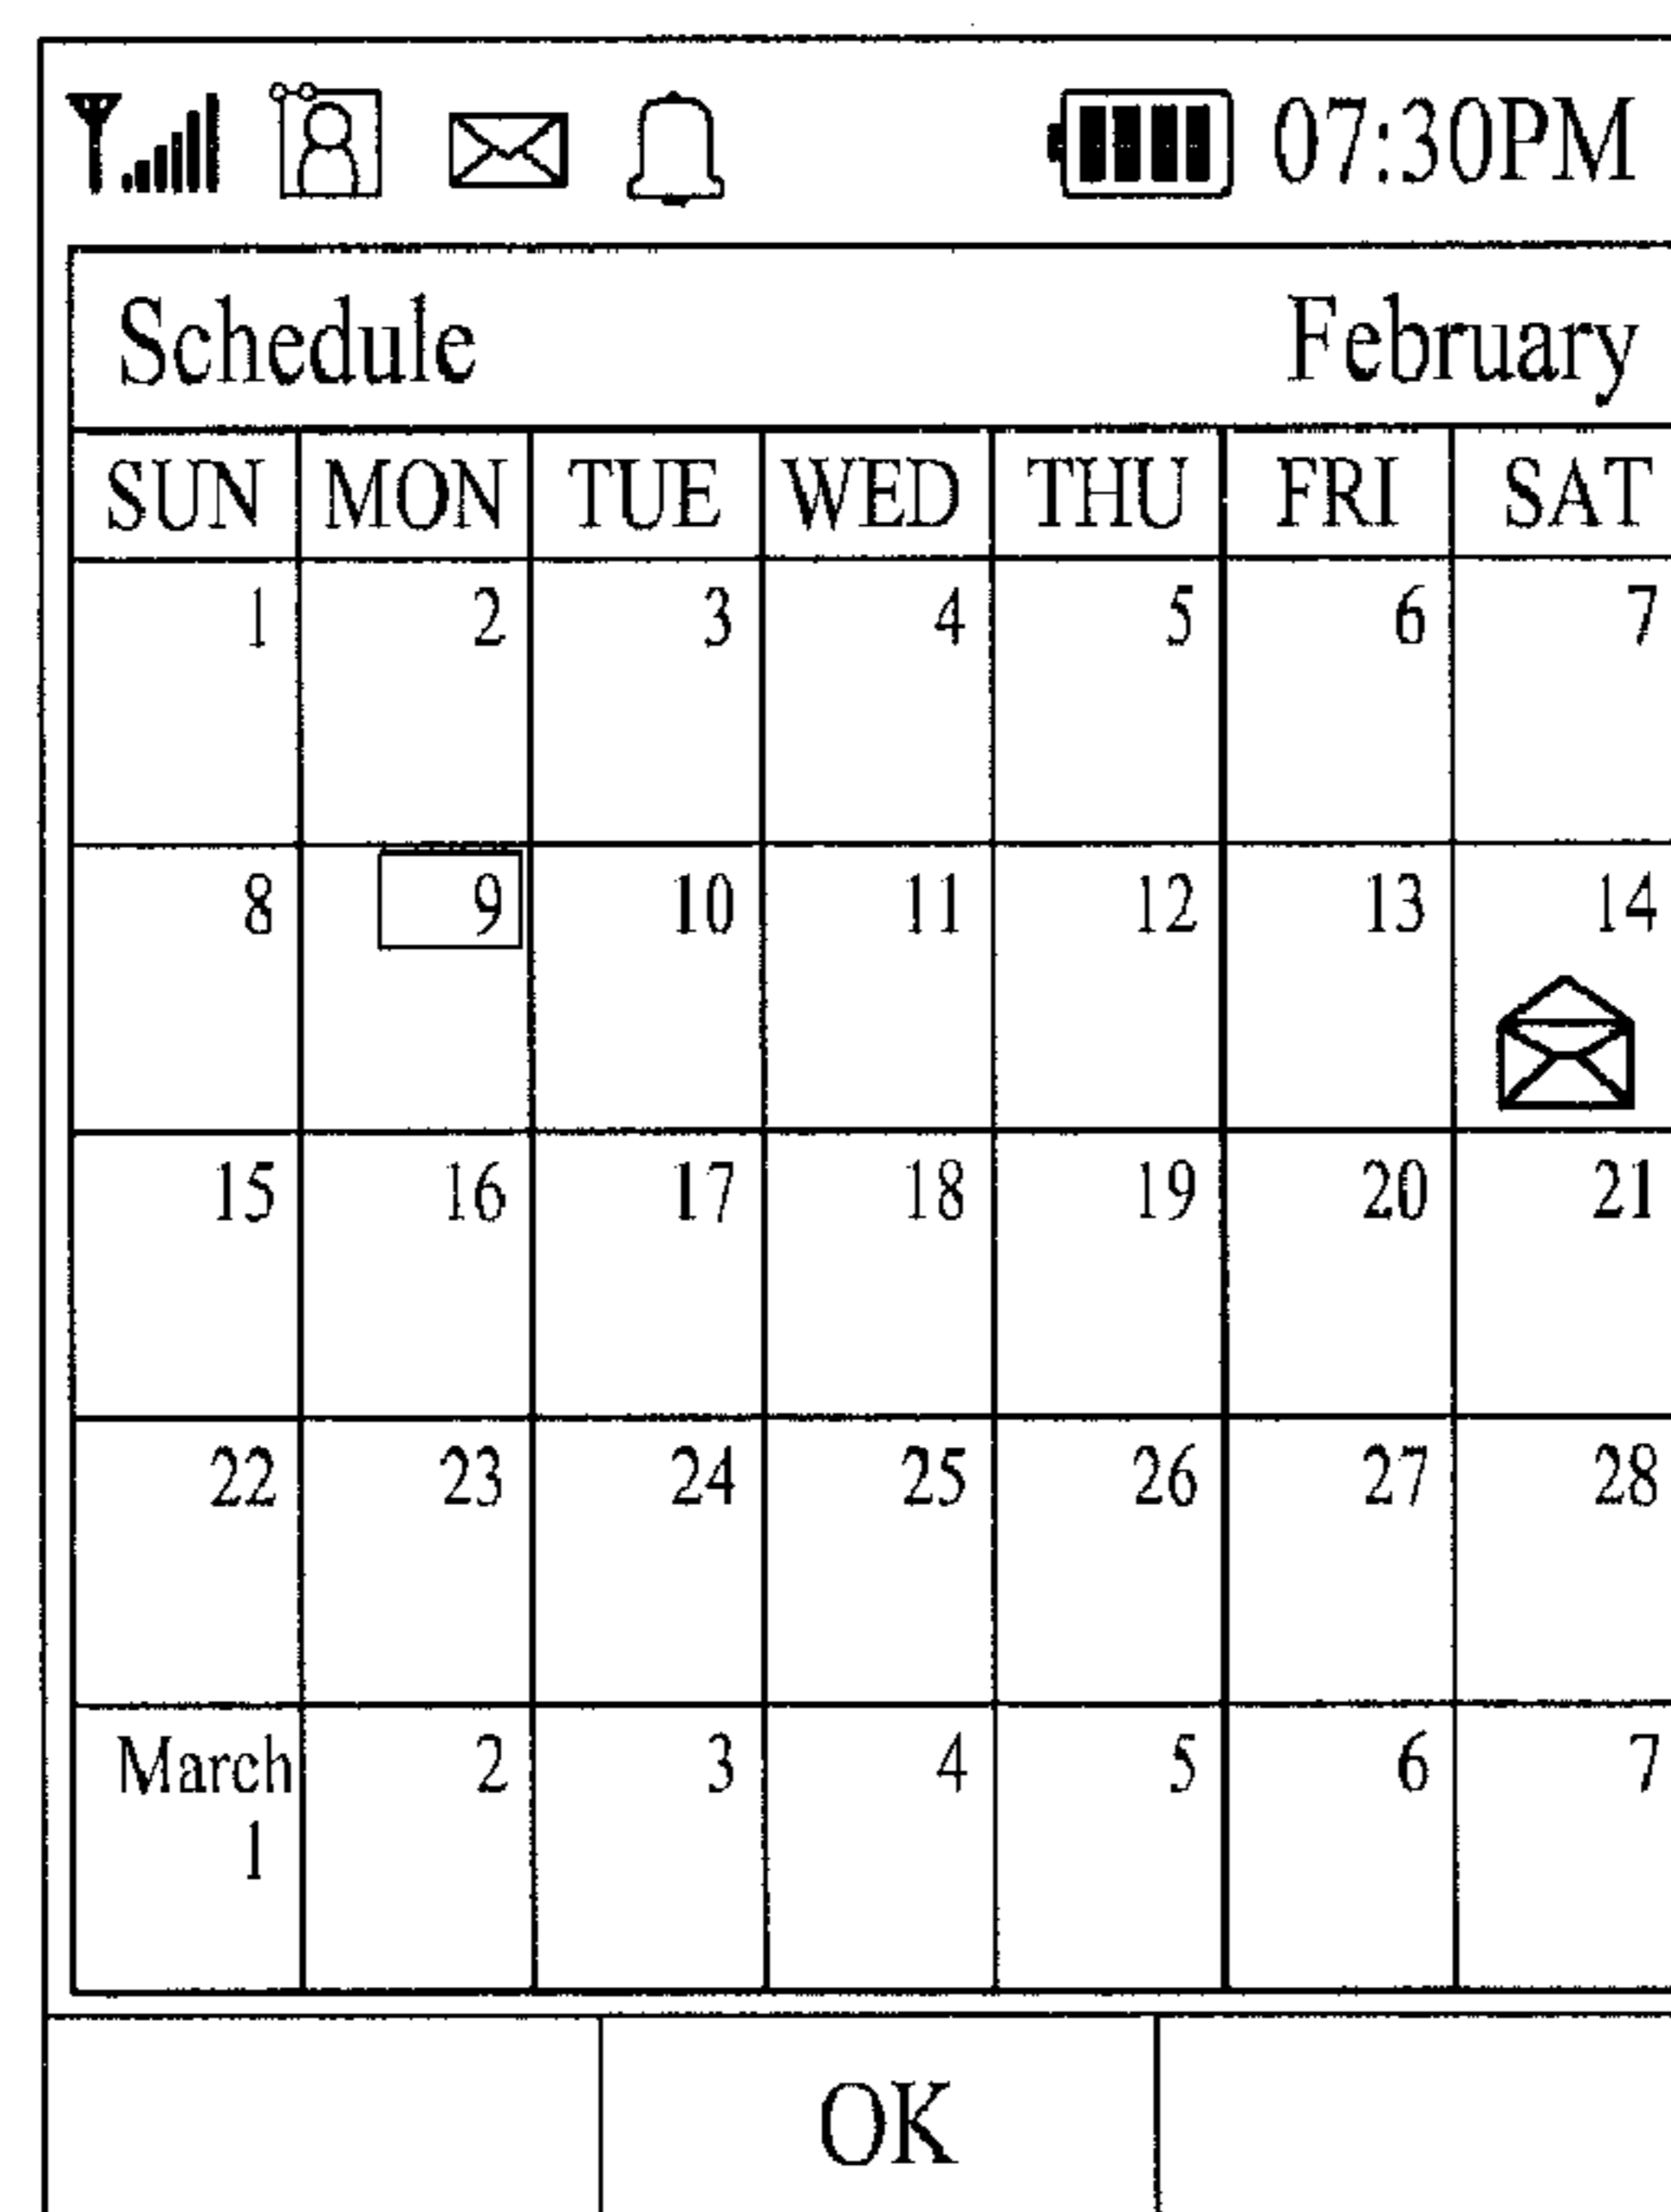 07:30PM
Schedule February
SUN MON TUE WED THU FRI SAT
1 2 3 4 5 6 7
8 9 10 11 12 13 14
15 16 17 18 19 20 21
22 23 24 25 26 27 28
March 2 3 4 5 6 7
1
OK